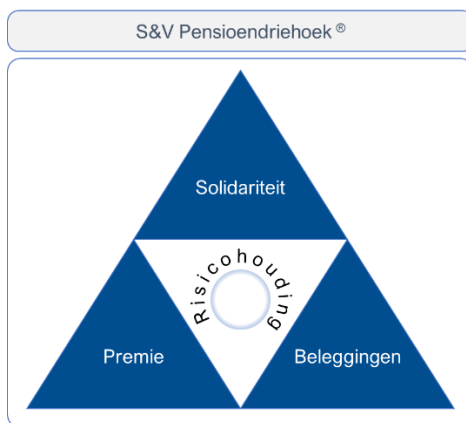 S&V Pensioendriehoek ®
Solidariteit
Risicohouding
Premie
Beleggingen